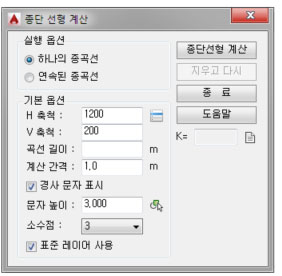 종단 선형 계산
실행 옵션
하나의 종곡선
연속된 종곡선
종단선형 계산
지우고 다시
종 료
도움말
K=
기본 옵션
H 축척 : 1200
V 축척 : 200
곡선 길이 : m
계산 간격 : 1.0 m
경사 문자 표시
문자 높이 : 3.000
소수점 : 3
표준 레이어 사용